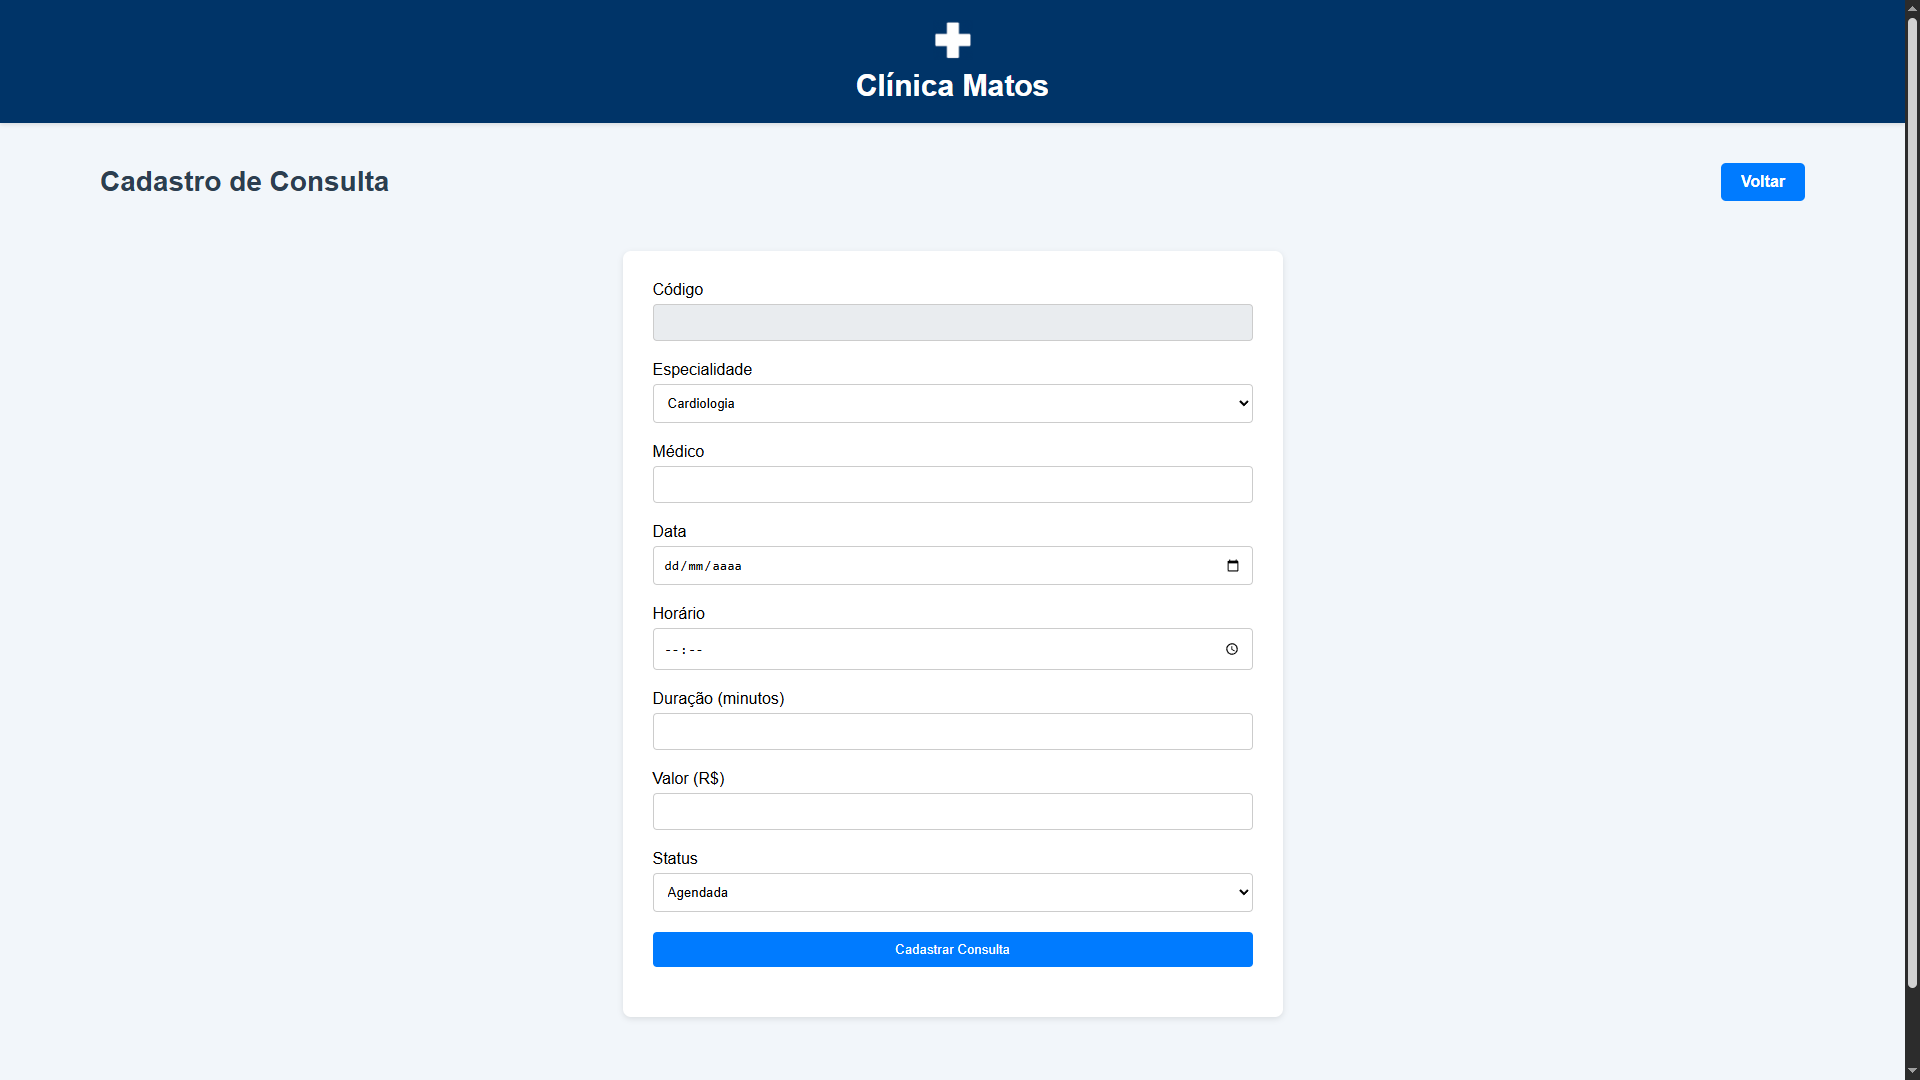 Clínica Matos
Cadastro de Consulta
Voltar
Código
Especialidade
Cardiologia
Médico
Data
dd/mm/aaaa
Horário
--:--
Duração (minutos)
Valor (R$)
Status
Agendada
Cadastrar Consulta